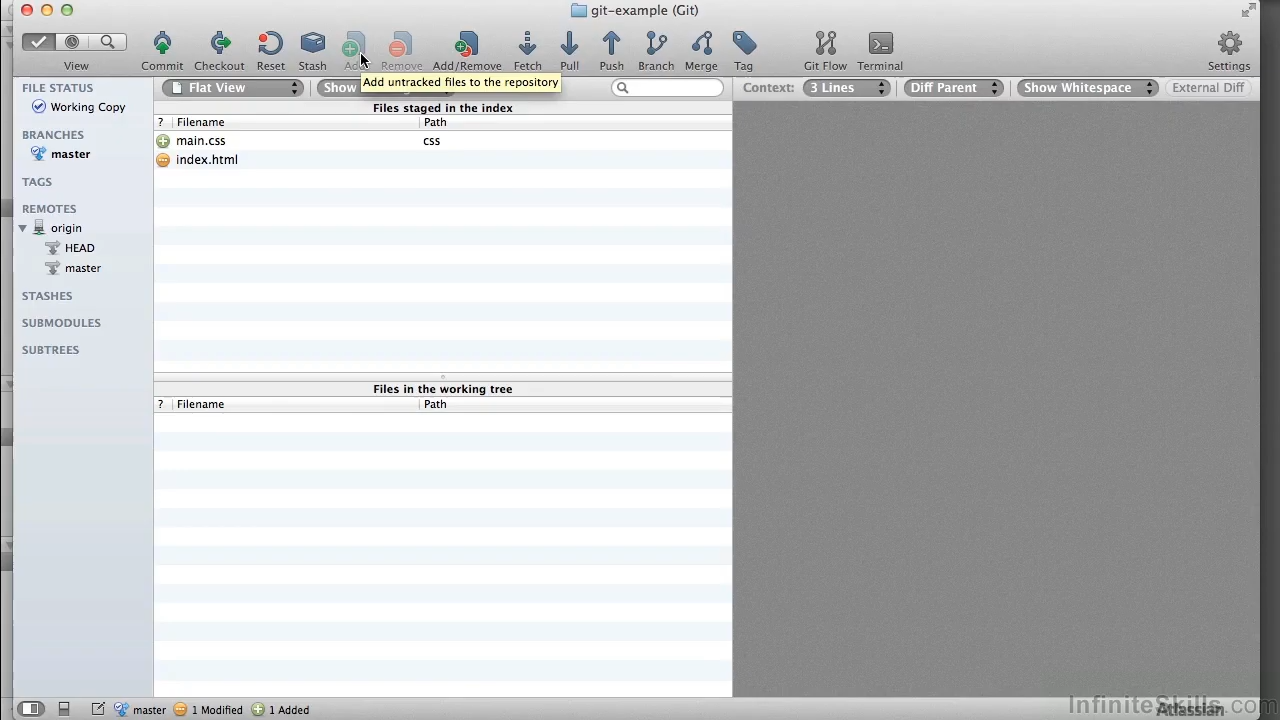 git-example (Git)
View
Commit
Checkout
Reset
Stash
Add
Remove
Add/Remove
Fetch
Pull
Push
Branch
Merge
Tag
Git Flow
Terminal
Settings
Add untracked files to the repository
FILE STATUS
Working Copy
BRANCHES
master
TAGS
REMOTES
origin
HEAD
master
STASHES
SUBMODULES
SUBTREES
Flat View
Show
Context:
3 Lines
Diff Parent
Show Whitespace
External Diff
Files staged in the index
? Filename Path
main.css css
index.html
Files in the working tree
? Filename Path
master
1 Modified
1 Added
Atlassian
InfiniteSkills.com